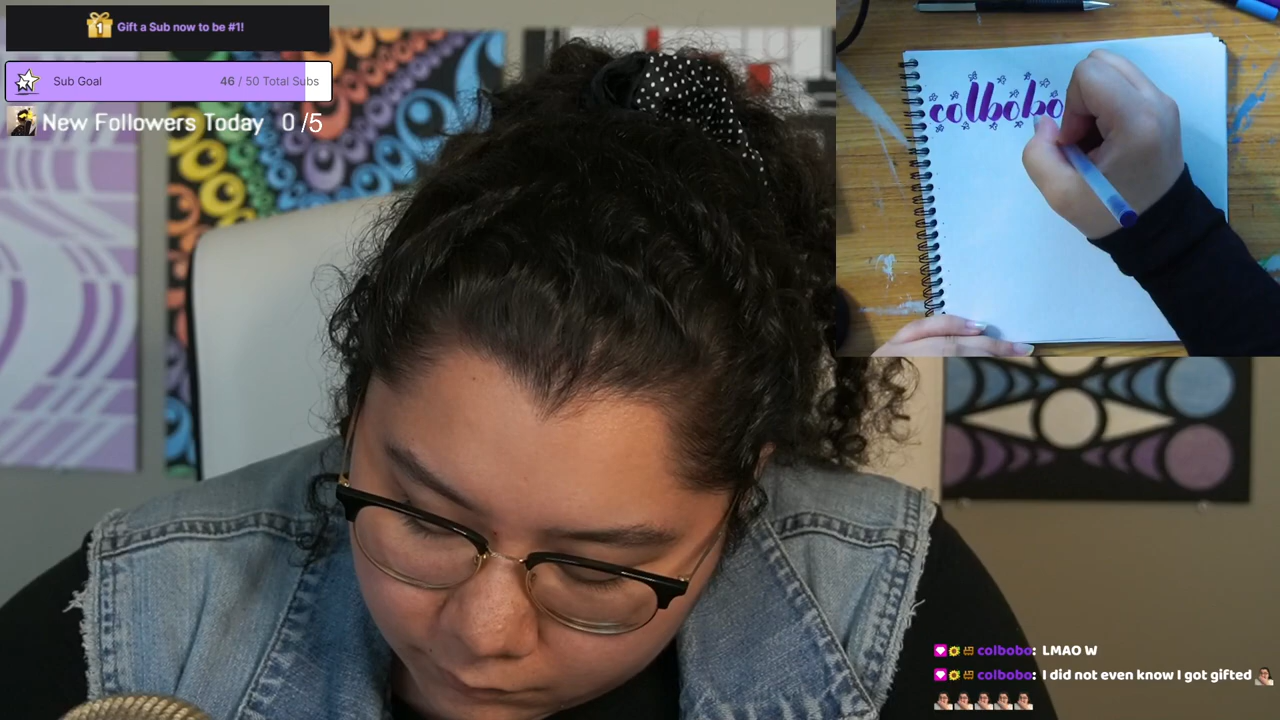 Gift a Sub now to be #1!
1
Sub Goal 46 / 50 Total Subs
New Followers Today 0 /5
colbobo
colbobo: LMAO W
colbobo: I did not even know I got gifted